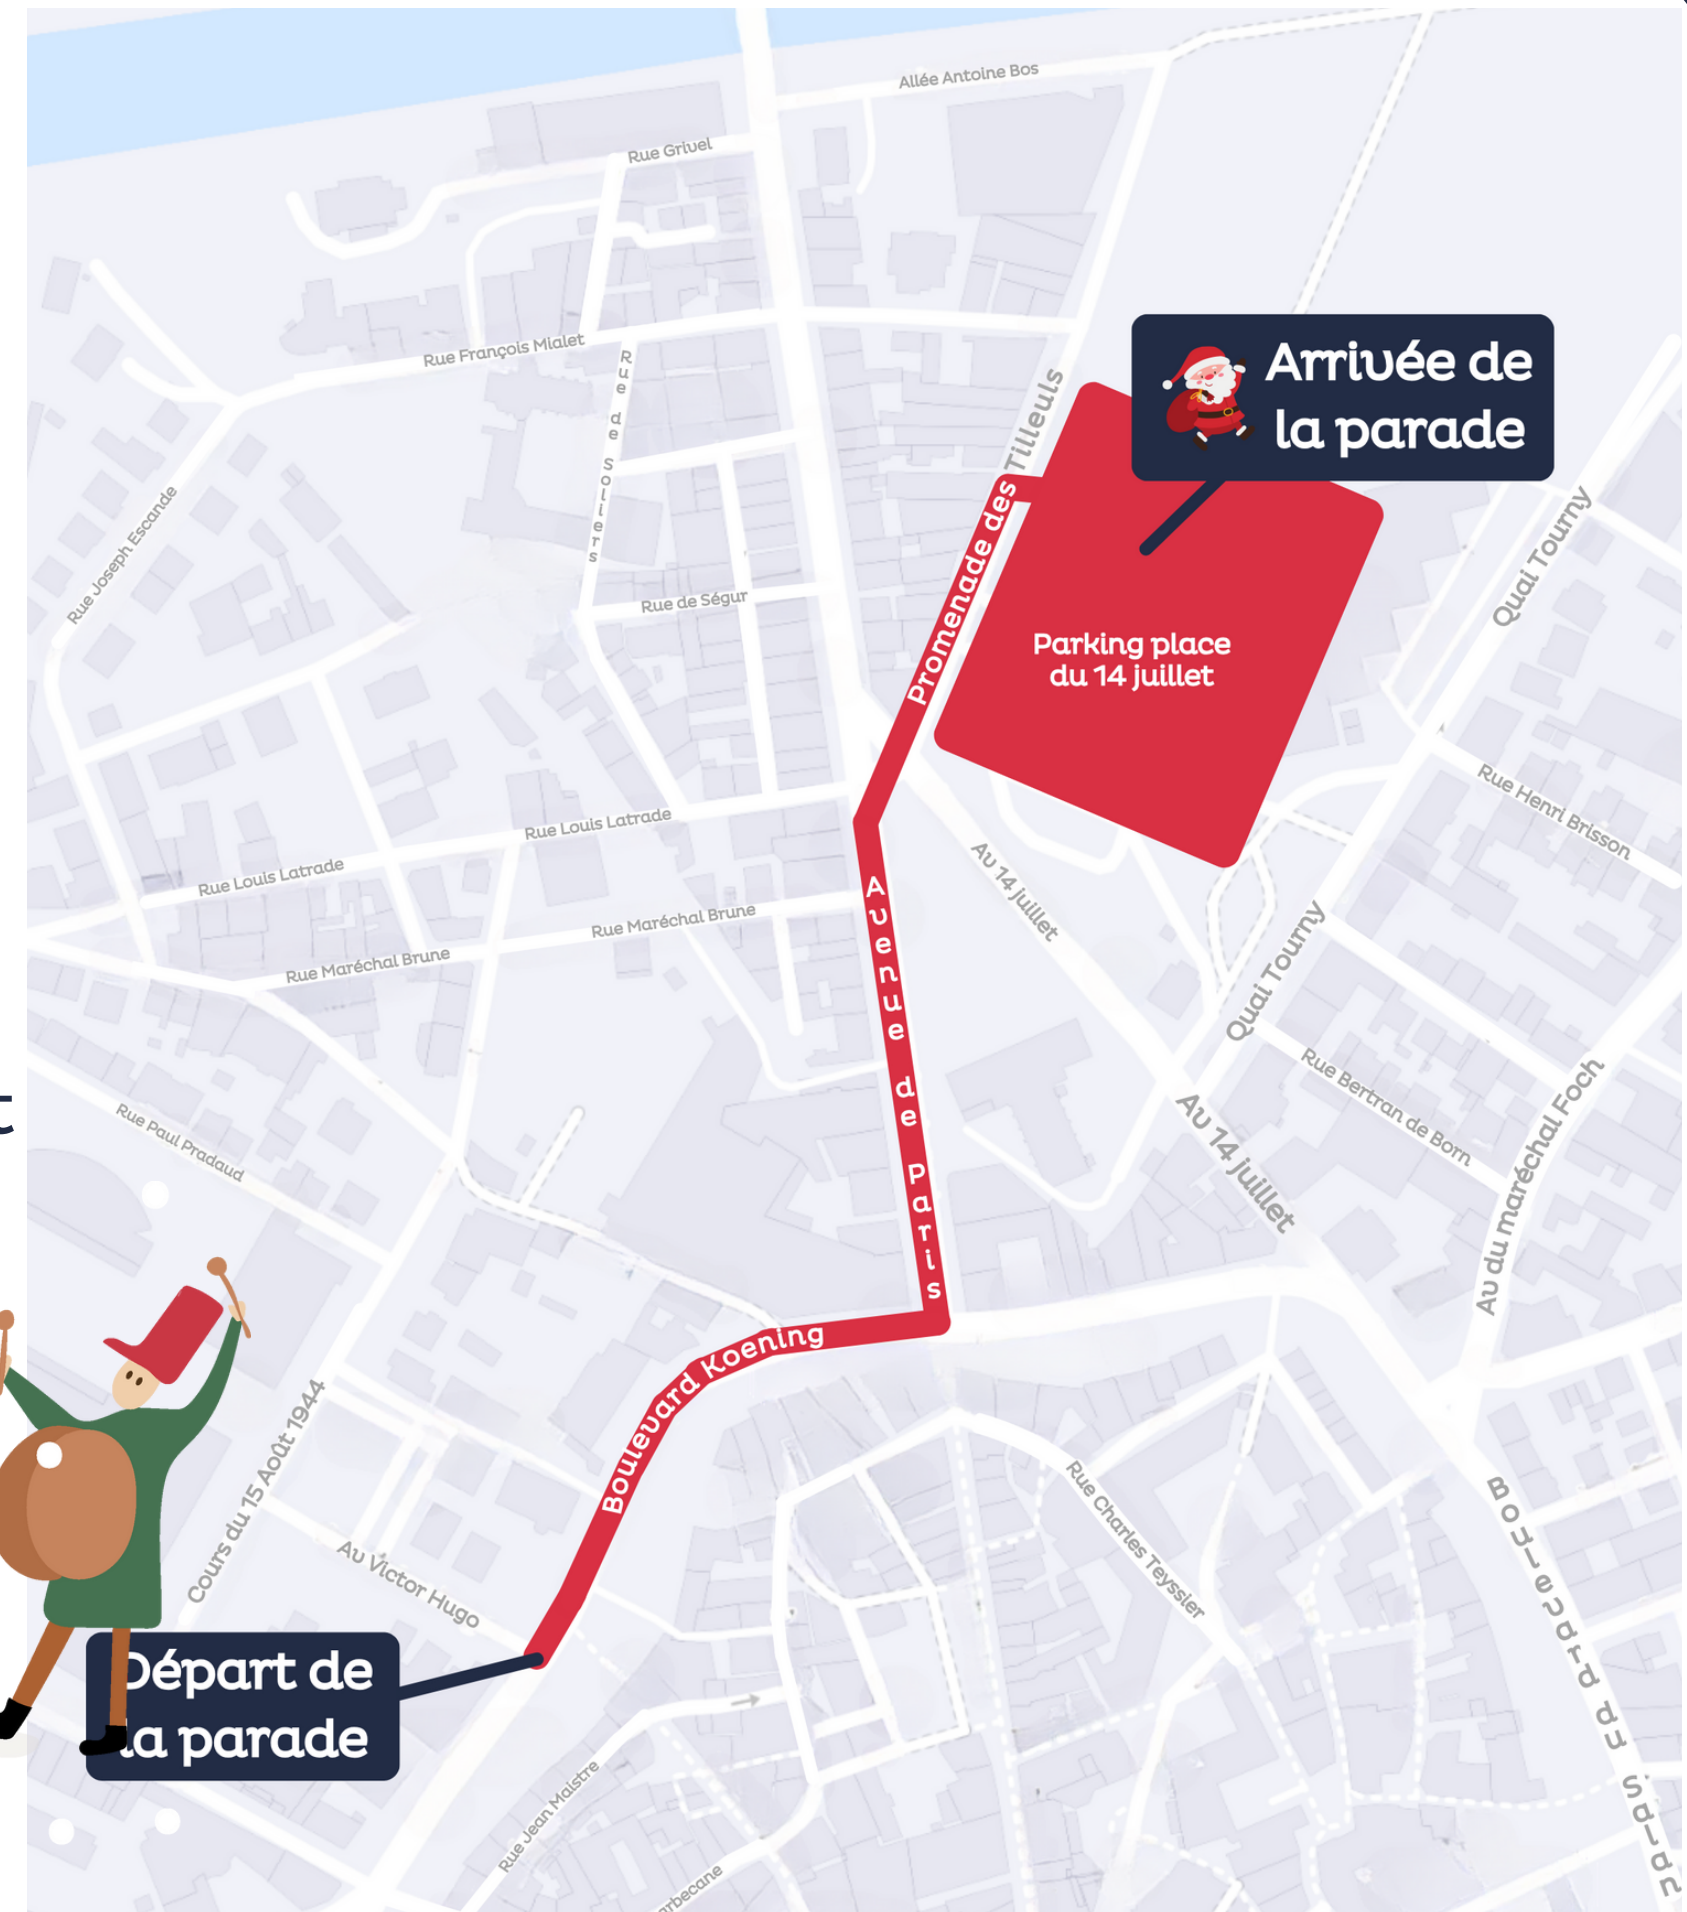 Allée Antoine Bos
Rue Grivel
Arrivée de
la parade
Rue François Mialet
Rue de Sollers
Promenade des Tilleuls
Quai Tourny
Rue Joseph Escande
Rue de Ségur
Parking place
du 14 juillet
Rue Henri Brisson
Rue Louis Latrade
Rue Louis Latrade
Av 14 juillet
Avenue de Paris
Rue Maréchal Brune
Rue Maréchal Brune
Quai Tourny
Rue Bertran de Born
Av du maréchal Foch
Rue Paul Pradaud
Av 14 juillet
Boulevard Koening
Cours du 15 Août 1944
Av Victor Hugo
Rue Charles Teyssier
Boulevard du Salan
Départ de
la parade
Rue Jean Maistre